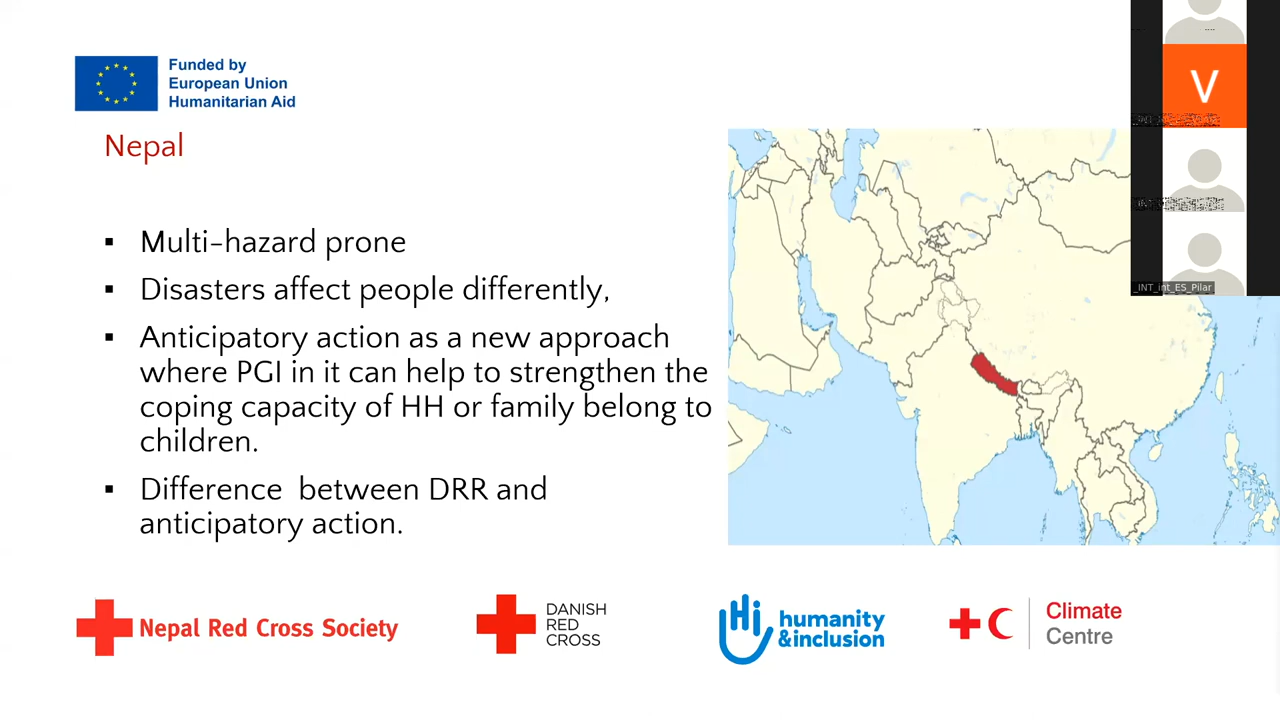 Funded by
European Union
Humanitarian Aid
Nepal
▪ Multi-hazard prone
▪ Disasters affect people differently,
▪ Anticipatory action as a new approach
where PGI in it can help to strengthen the
coping capacity of HH or family belong to
children.
▪ Difference between DRR and
anticipatory action.
V
_INT_int_ES_Pilar
Nepal Red Cross Society
DANISH
RED
CROSS
Hi
humanity
&inclusion
Climate
Centre